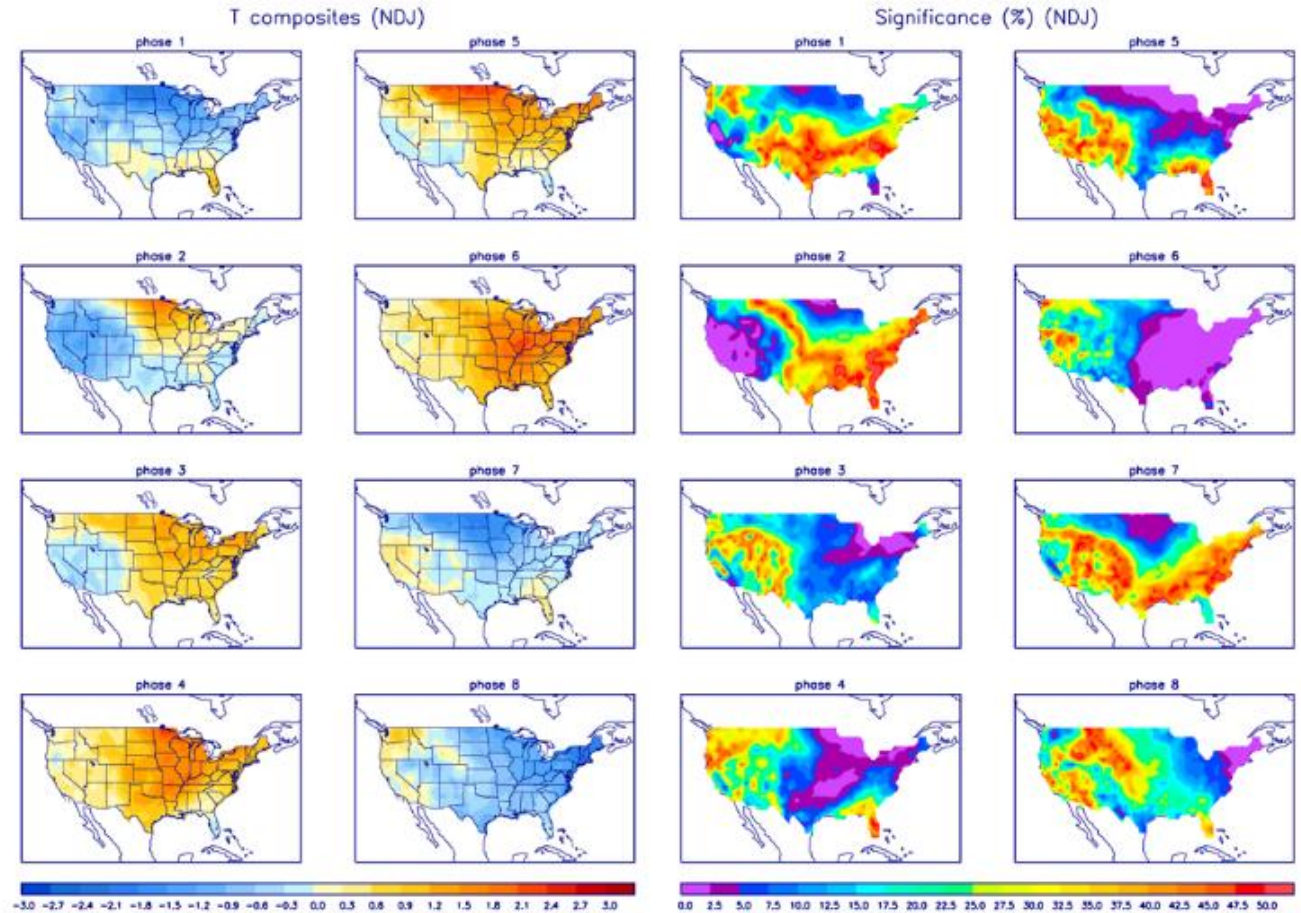 T composites (NDJ) Significance (%) (NDJ)
phase 1 phase 5 phase 1 phase 5
phase 2 phase 6 phase 2 phase 6
phase 3 phase 7 phase 3 phase 7
phase 4 phase 8 phase 4 phase 8
-3.0 -2.7 -2.4 -2.1 -1.8 -1.5 -1.2 -0.9 -0.6 -0.3 0.0 0.3 0.6 0.9 1.2 1.5 1.8 2.1 2.4 2.7 3.0 0.0 2.5 5.0 7.5 10.0 12.5 15.0 17.5 20.0 22.5 25.0 27.5 30.0 32.5 35.0 37.5 40.0 42.5 45.0 47.5 50.0